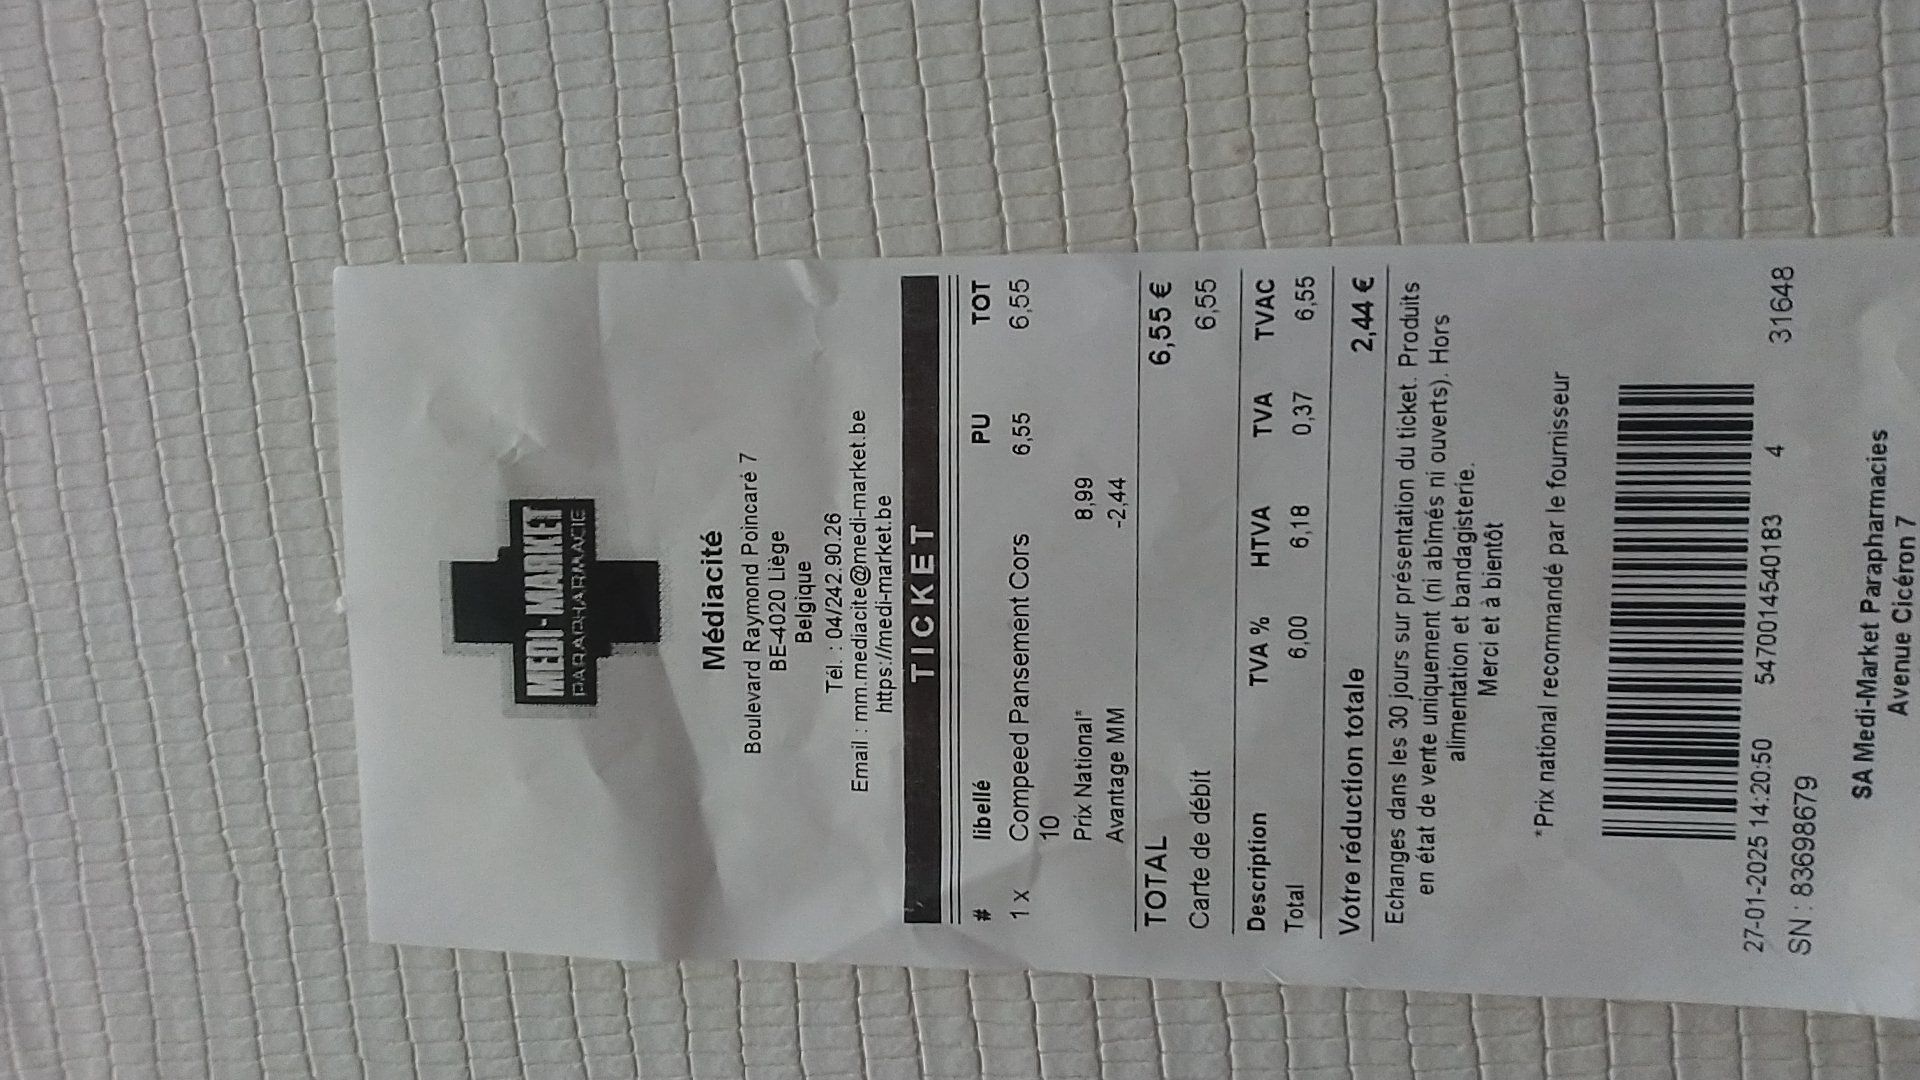 MEDI-MARKET
PARAPHARMACIE
Médiacité
Boulevard Raymond Poincaré 7
BE-4020 Liège
Belgique
Tél. : 04/242.90.26
Email : mm.mediacite@medi-market.be
https://medi-market.be
TICKET
# libellé PU TOT
1 x Compeed Pansement Cors 6,55 6,55
10
Prix National* 8,99
Avantage MM -2,44
TOTAL 6,55 €
Carte de débit 6,55
Description TVA % HTVA TVA TVAC
Total 6,00 6,18 0,37 6,55
Votre réduction totale 2,44 €
Echanges dans les 30 jours sur présentation du ticket. Produits
en état de vente uniquement (ni abîmés ni ouverts). Hors
alimentation et bandagisterie.
Merci et à bientôt
*Prix national recommandé par le fournisseur
27-01-2025 14:20:50 5470014540183 4 31648
SN : 83698679
SA Medi-Market Parapharmacies
Avenue Cicéron 7